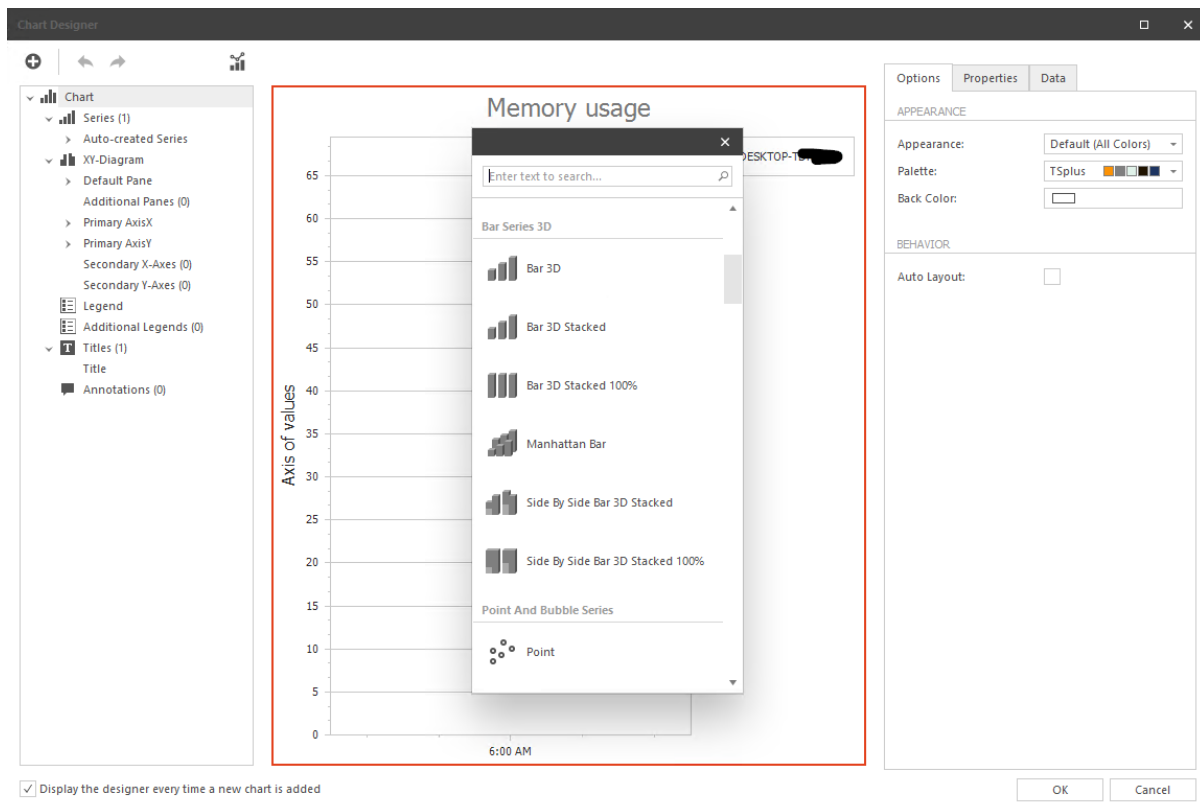 Chart Designer
Chart
Series (1)
Auto-created Series
XY-Diagram
Default Pane
Additional Panes (0)
Primary AxisX
Primary AxisY
Secondary X-Axes (0)
Secondary Y-Axes (0)
Legend
Additional Legends (0)
Titles (1)
Title
Annotations (0)
Memory usage
Axis of values
65
60
55
50
45
40
35
30
25
20
15
10
5
0
6:00 AM
Enter text to search...
Bar Series 3D
Bar 3D
Bar 3D Stacked
Bar 3D Stacked 100%
Manhattan Bar
Side By Side Bar 3D Stacked
Side By Side Bar 3D Stacked 100%
Point And Bubble Series
Point
Options Properties Data
APPEARANCE
Appearance: Default (All Colors)
Palette: TSplus
Back Color:
BEHAVIOR
Auto Layout:
Display the designer every time a new chart is added
OK Cancel